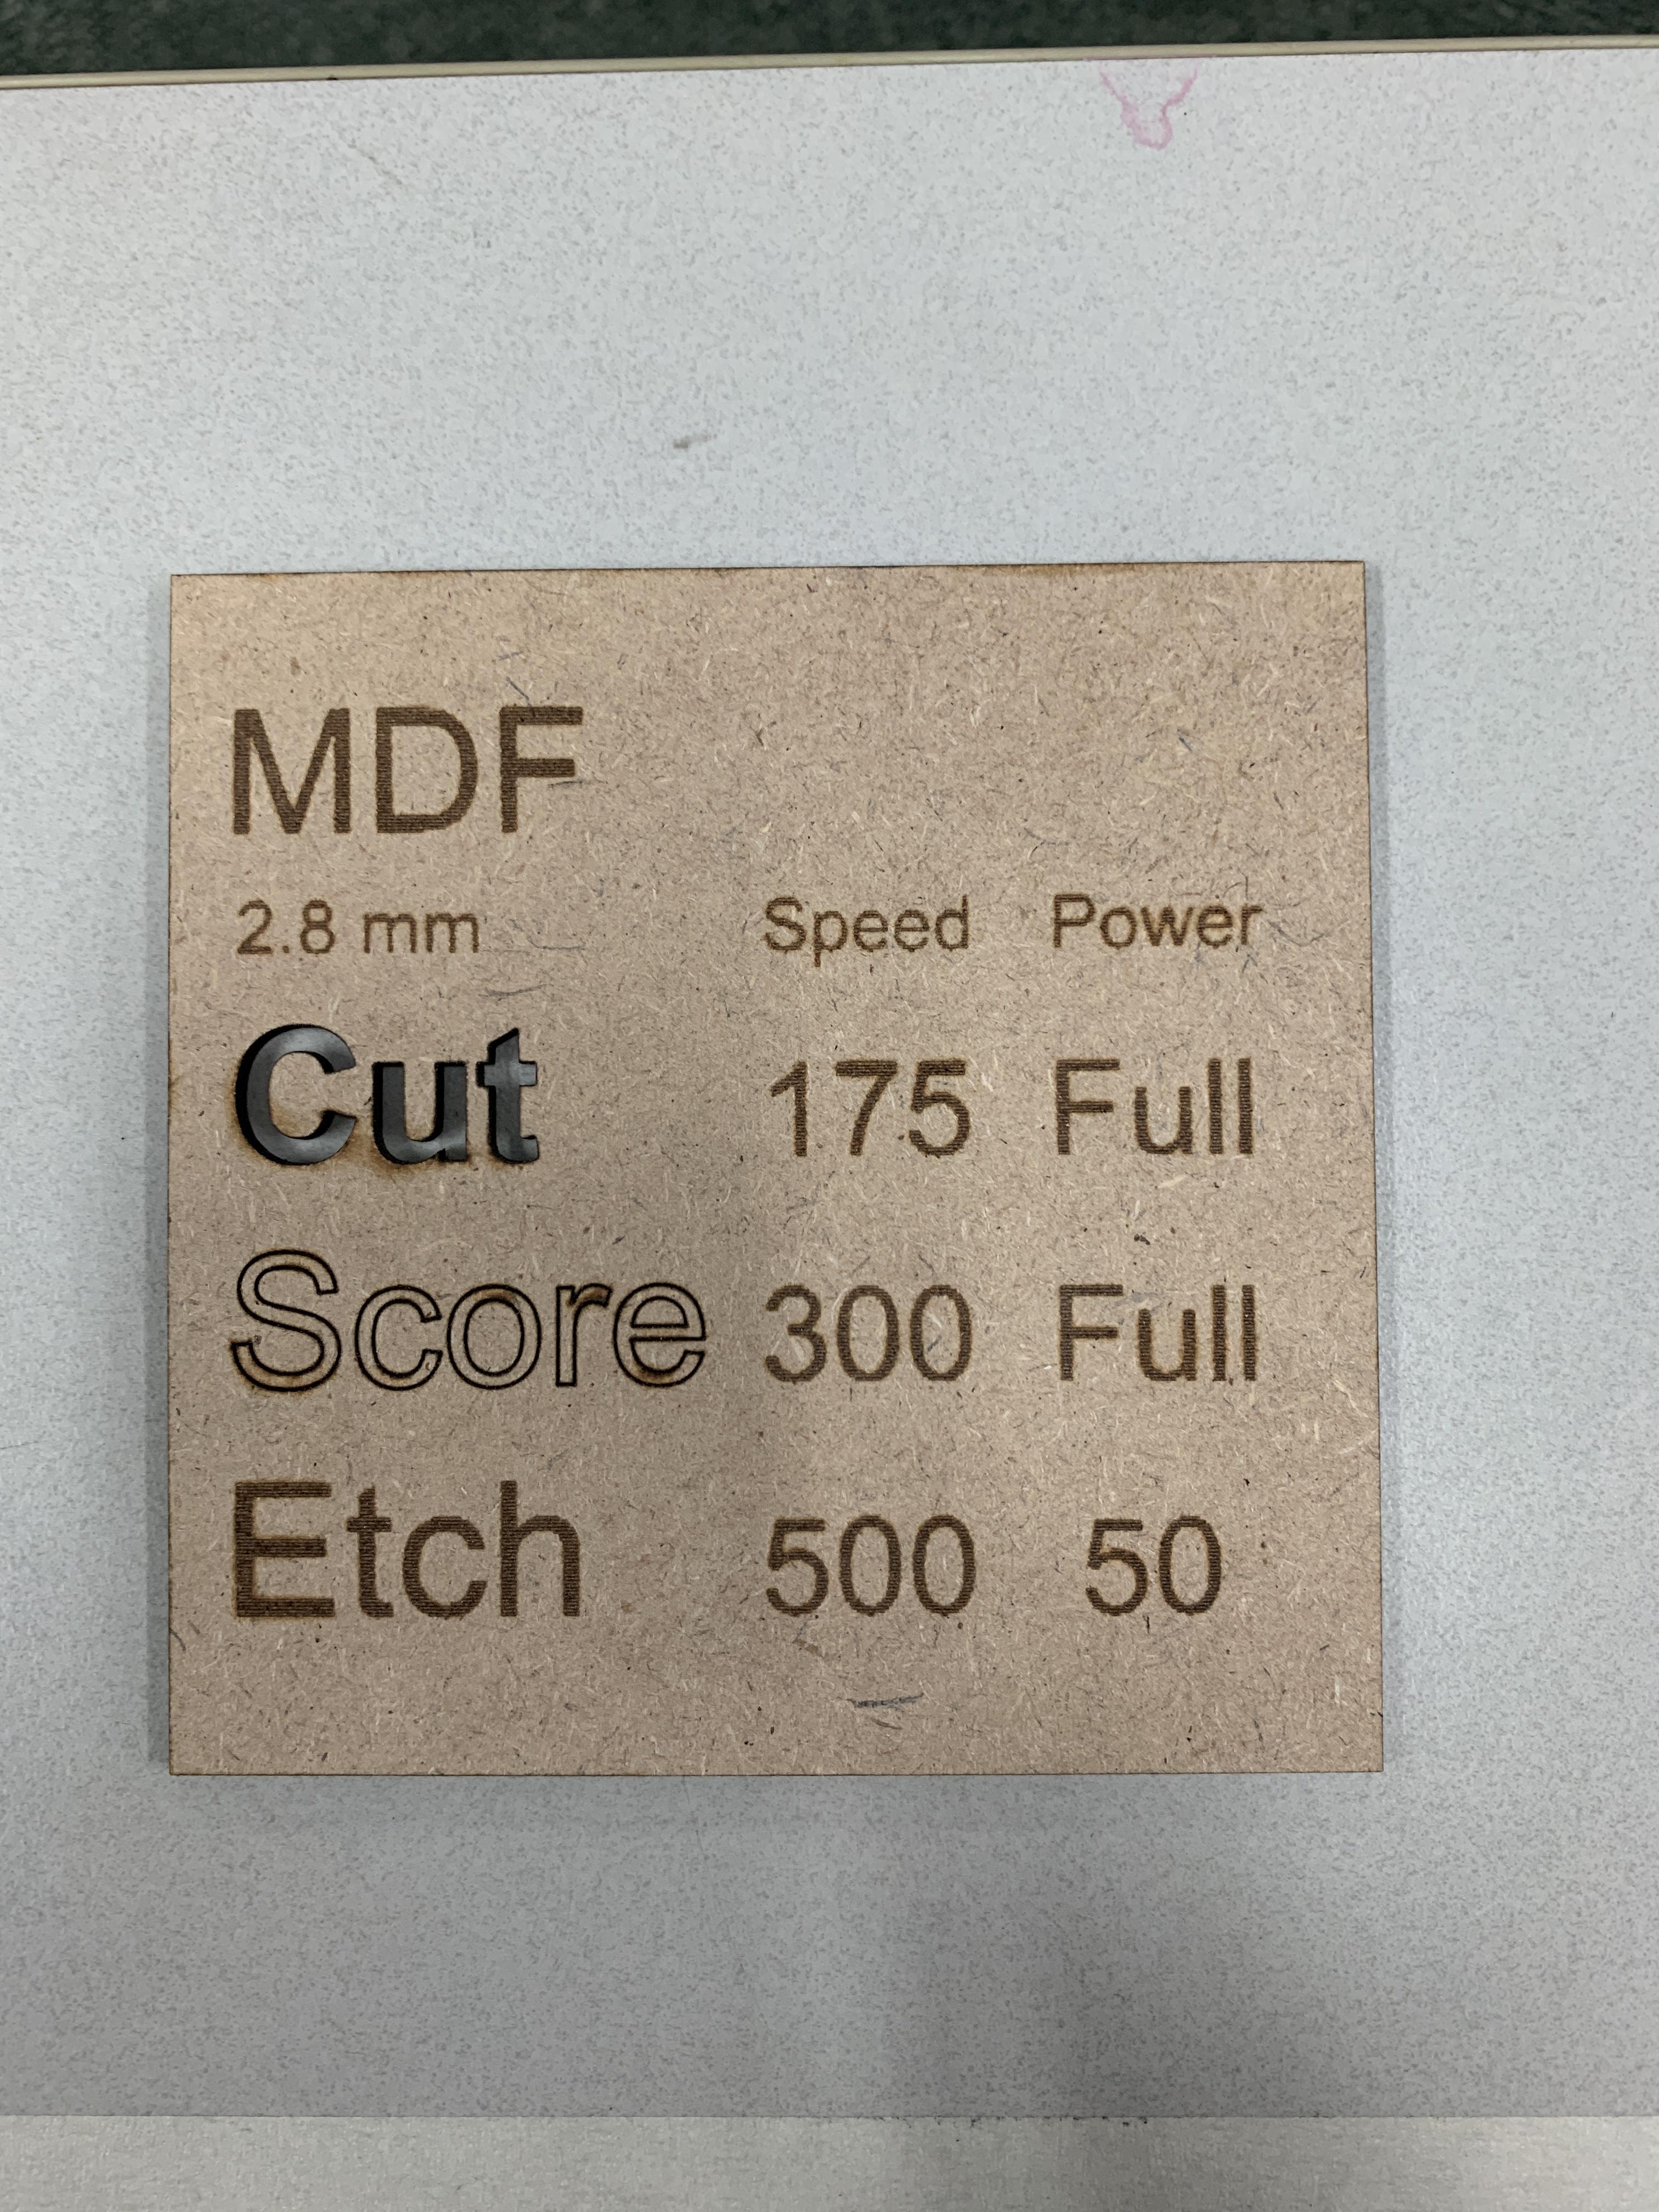 MDF
2.8 mm Speed Power
Cut 175 Full
Score 300 Full
Etch 500 50